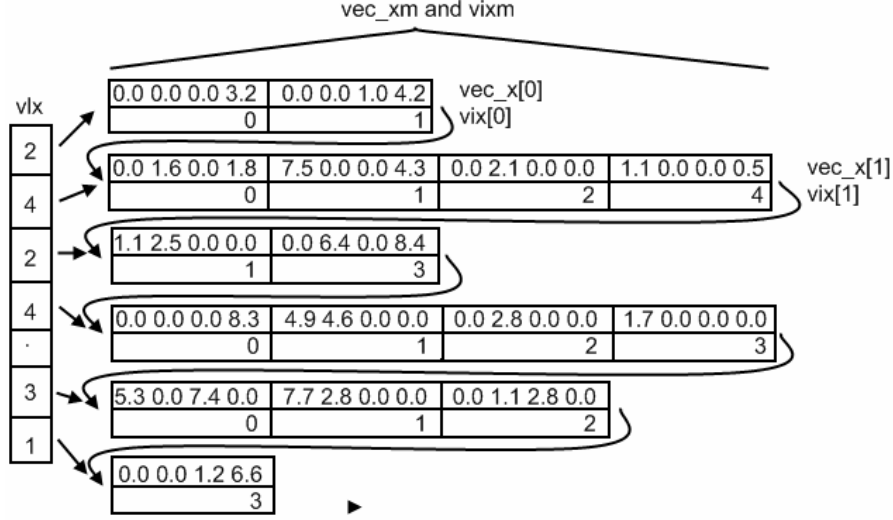 vec_xm and vixm
0.0 0.0 0.0 3.2 0.0 0.0 1.0 4.2 vec_x[0]
0 1 vix[0]
vlx
2
0.0 1.6 0.0 1.8 7.5 0.0 0.0 4.3 0.0 2.1 0.0 0.0 1.1 0.0 0.0 0.5 vec_x[1]
0 1 2 4 vix[1]
4
1.1 2.5 0.0 0.0 0.0 6.4 0.0 8.4
2
1 3
4
0.0 0.0 0.0 8.3 4.9 4.6 0.0 0.0 0.0 2.8 0.0 0.0 1.7 0.0 0.0 0.0
0 1 2 3
.
3
5.3 0.0 7.4 0.0 7.7 2.8 0.0 0.0 0.0 1.1 2.8 0.0
0 1 2
1
0.0 0.0 1.2 6.6
3